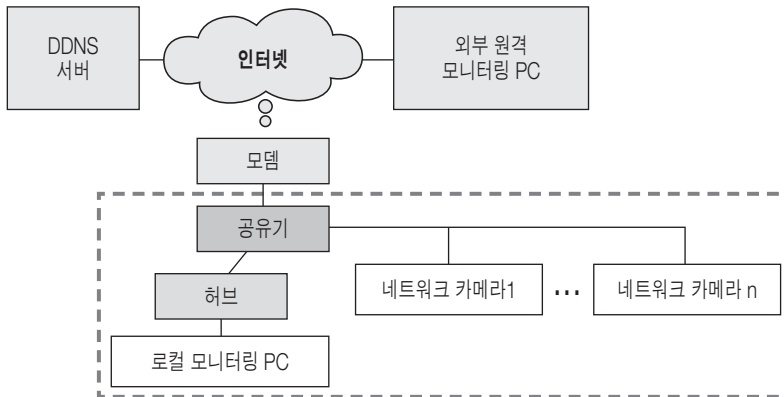 DDNS
서버
인터넷
외부 원격
모니터링 PC
모뎀
공유기
허브
네트워크 카메라1
...
네트워크 카메라 n
로컬 모니터링 PC